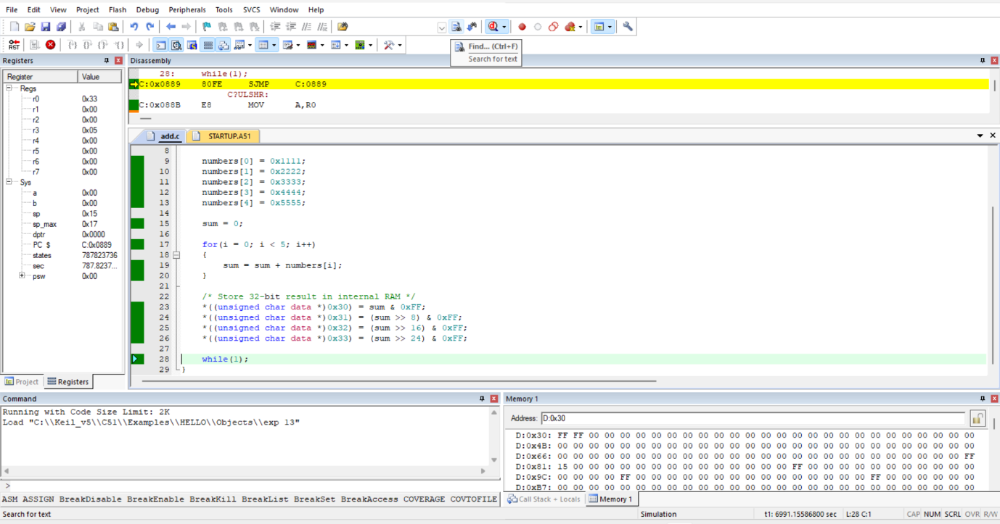 File Edit View Project Flash Debug Peripherals Tools SVCS Window Help
Find... (Ctrl+F)
Search for text
Registers
Register Value
Regs
r0 0x33
r1 0x00
r2 0x00
r3 0x05
r4 0x00
r5 0x00
r6 0x00
r7 0x00
Sys
a 0x00
b 0x00
sp 0x15
sp_max 0x17
dptr 0x0000
PC $ C:0x0889
states 787823736
sec 787.8237...
psw 0x00
Project Registers
Disassembly
28: while(1);
C:0x0889 80FE SJMP C:0889
C?ULSHR:
C:0x088B E8 MOV A,R0
add.c STARTUP.A51
8
9 numbers[0] = 0x1111;
10 numbers[1] = 0x2222;
11 numbers[2] = 0x3333;
12 numbers[3] = 0x4444;
13 numbers[4] = 0x5555;
14
15 sum = 0;
16
17 for(i = 0; i < 5; i++)
18 {
19 sum = sum + numbers[i];
20 }
21
22 /* Store 32-bit result in internal RAM */
23 *((unsigned char data *)0x30) = sum & 0xFF;
24 *((unsigned char data *)0x31) = (sum >> 8) & 0xFF;
25 *((unsigned char data *)0x32) = (sum >> 16) & 0xFF;
26 *((unsigned char data *)0x33) = (sum >> 24) & 0xFF;
27
28 while(1);
29 }
Command
Running with Code Size Limit: 2K
Load "C:\\Keil_v5\\C51\\Examples\\HELLO\\Objects\\exp 13"
>
ASM ASSIGN BreakDisable BreakEnable BreakKill BreakList BreakSet BreakAccess COVERAGE COVTOFILE
Memory 1
Address: D:0x30
D:0x30: FF FF 00 00 00 00 00 00 00 00 00 00 00 00 00 00 00 00 00 00 00 00 00 00 00 00 00
D:0x4B: 00 00 00 00 00 00 00 00 00 00 00 00 00 00 00 00 00 00 00 00 00 00 00 00 00 00 00
D:0x66: 00 00 00 00 00 00 00 00 00 00 00 00 00 00 00 00 00 00 00 00 00 00 00 00 00 00 FF
D:0x81: 15 00 00 00 00 00 00 00 00 00 00 00 00 00 00 FF 00 00 00 00 00 00 00 00 00 00 00
D:0x9C: 00 00 00 00 FF 00 00 00 00 00 00 00 00 00 00 00 00 00 00 00 FF 00 00 00 00 00 00
D:0xB7: 00 00 00 00 00 00 00 00 00 00 00 00 00 00 00 00 00 00 00 00 00 00 00 00 00 00 00
Call Stack + Locals Memory 1
Search for text Simulation t1: 6991.15586800 sec L:28 C:1 CAP NUM SCRL OVR R/W